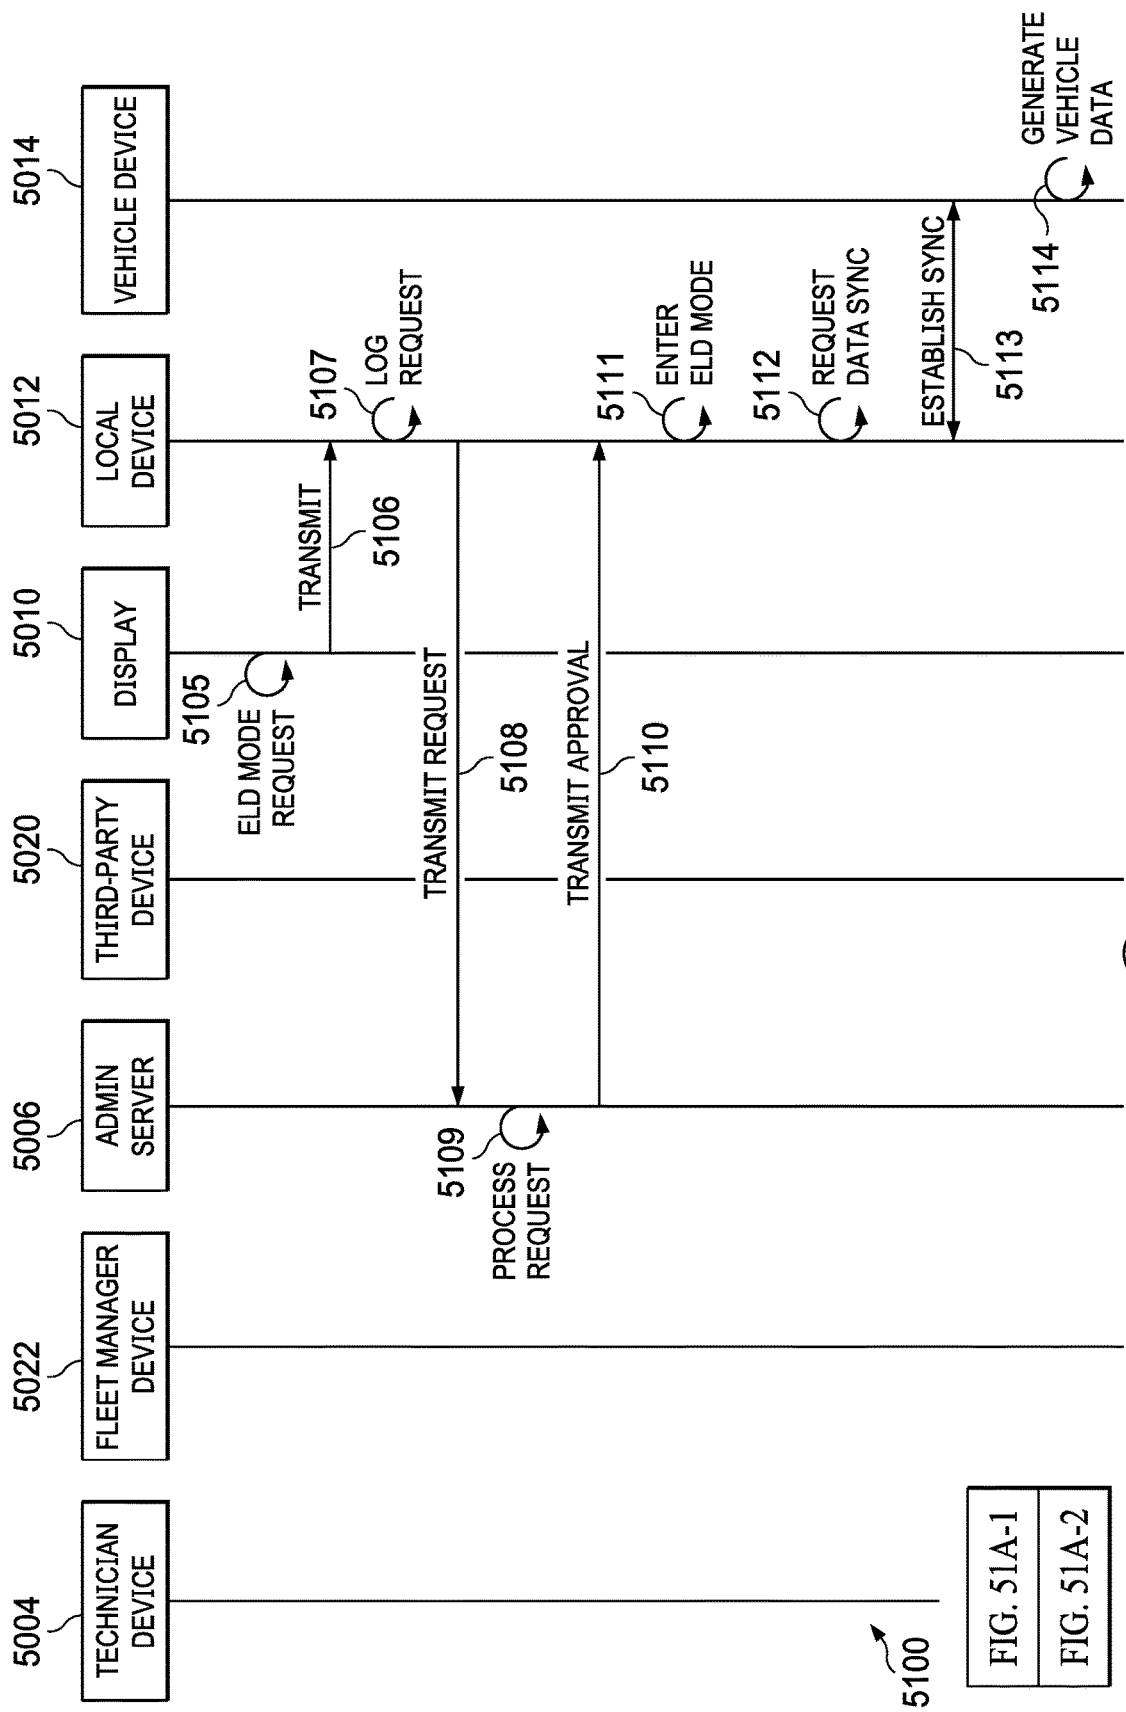 5004
TECHNICIAN
DEVICE
5022
FLEET MANAGER
DEVICE
5006
ADMIN
SERVER
5020
THIRD-PARTY
DEVICE
5010
DISPLAY
5012
LOCAL
DEVICE
5014
VEHICLE DEVICE
5105
ELD MODE
REQUEST
TRANSMIT
5106
5107
LOG
REQUEST
TRANSMIT REQUEST
5108
5109
PROCESS
REQUEST
TRANSMIT APPROVAL
5110
5111
ENTER
ELD MODE
5112
REQUEST
DATA SYNC
ESTABLISH SYNC
5113
5114
GENERATE
VEHICLE
DATA
5100
FIG. 51A-1
FIG. 51A-2